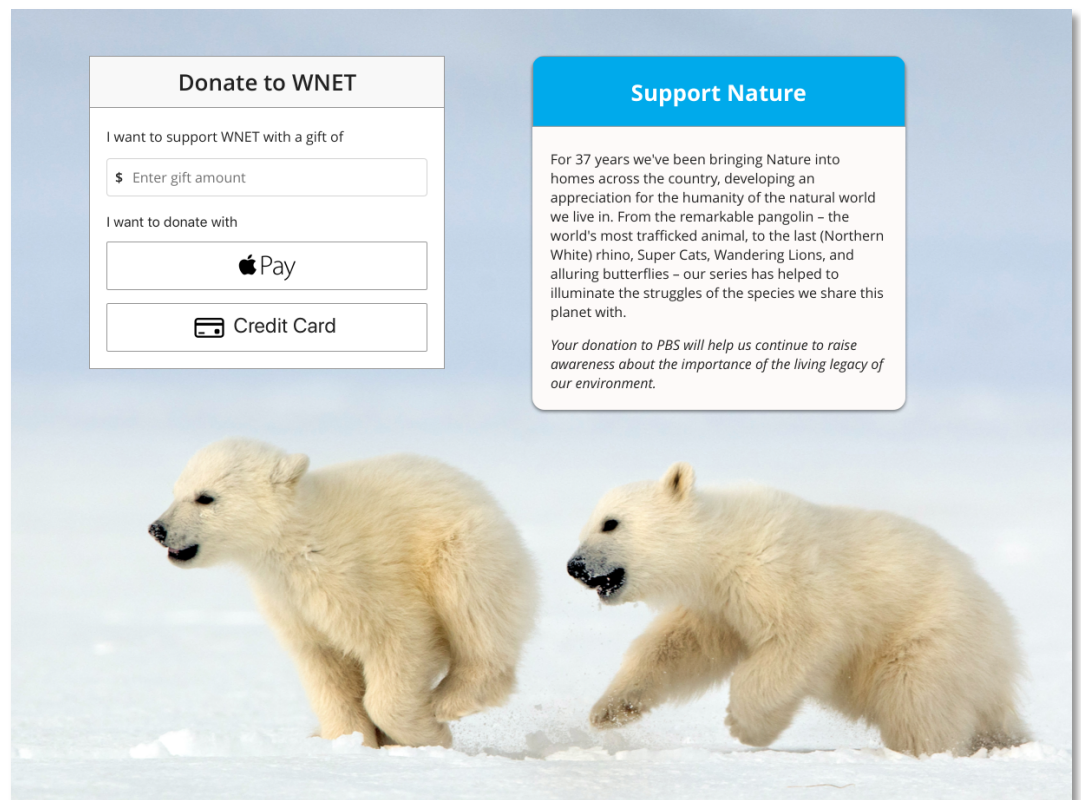 Donate to WNET
I want to support WNET with a gift of
$ Enter gift amount
I want to donate with
Pay
Credit Card
Support Nature
For 37 years we've been bringing Nature into
homes across the country, developing an
appreciation for the humanity of the natural world
we live in. From the remarkable pangolin – the
world's most trafficked animal, to the last (Northern
White) rhino, Super Cats, Wandering Lions, and
alluring butterflies – our series has helped to
illuminate the struggles of the species we share this
planet with.
Your donation to PBS will help us continue to raise
awareness about the importance of the living legacy of
our environment.